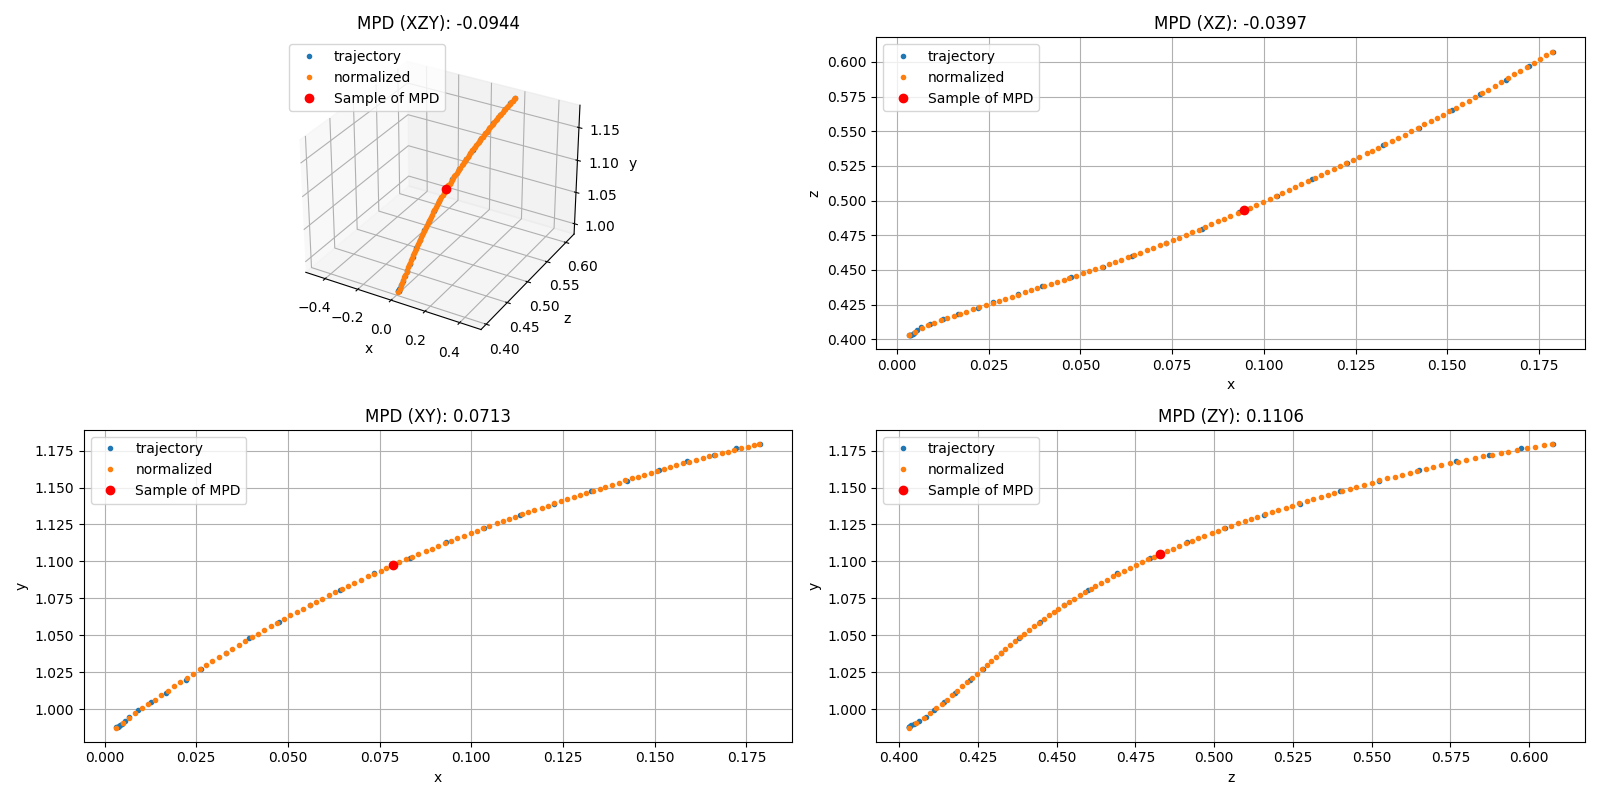 MPD (XZY): -0.0944
trajectory
normalized
Sample of MPD
1.15
1.10
1.05
1.00
y
−0.4
−0.2
0.0
0.2
0.4
x
0.40
0.45
0.50
0.55
0.60
z
MPD (XZ): -0.0397
trajectory
normalized
Sample of MPD
0.600
0.575
0.550
0.525
0.500
0.475
0.450
0.425
0.400
z
0.000 0.025 0.050 0.075 0.100 0.125 0.150 0.175
x
MPD (XY): 0.0713
trajectory
normalized
Sample of MPD
1.175
1.150
1.125
1.100
1.075
1.050
1.025
1.000
y
0.000 0.025 0.050 0.075 0.100 0.125 0.150 0.175
x
MPD (ZY): 0.1106
trajectory
normalized
Sample of MPD
1.175
1.150
1.125
1.100
1.075
1.050
1.025
1.000
y
0.400 0.425 0.450 0.475 0.500 0.525 0.550 0.575 0.600
z